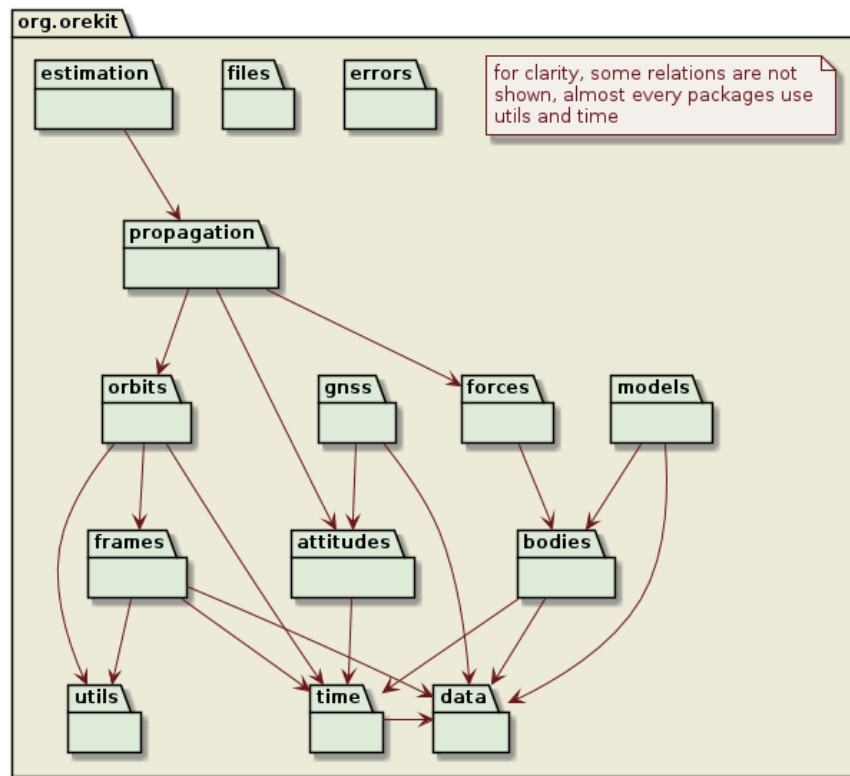 org.orekit
estimation
files
errors
for clarity, some relations are not
shown, almost every packages use
utils and time
propagation
orbits
gnss
forces
models
frames
attitudes
bodies
utils
time
data